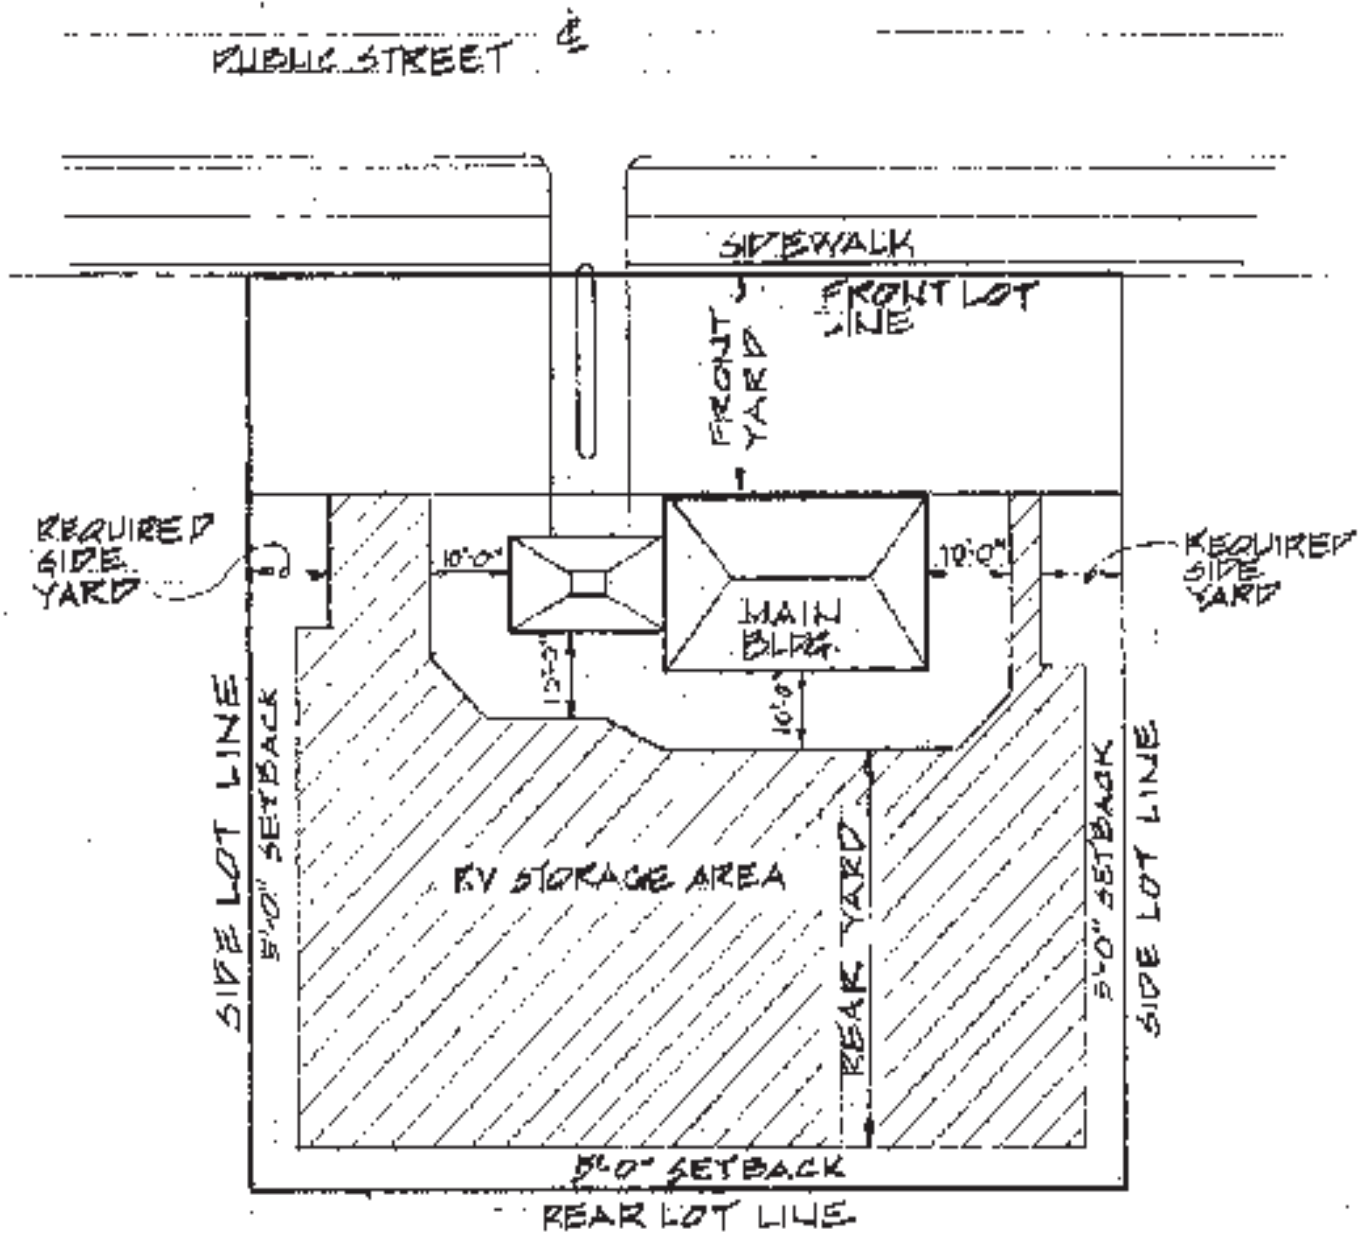 ℄
PUBLIC STREET
SIDEWALK
FRONT LOT
LINE
FRONT
YARD
REQUIRED
SIDE
YARD
10'-0"
10'-0"
REQUIRED
SIDE
YARD
MAIN
BLDG.
10'-0"
10'-0"
SIDE LOT LINE
5'-0" SETBACK
RV STORAGE AREA
REAR YARD
5'-0" SETBACK
SIDE LOT LINE
5'-0" SETBACK
REAR LOT LINE